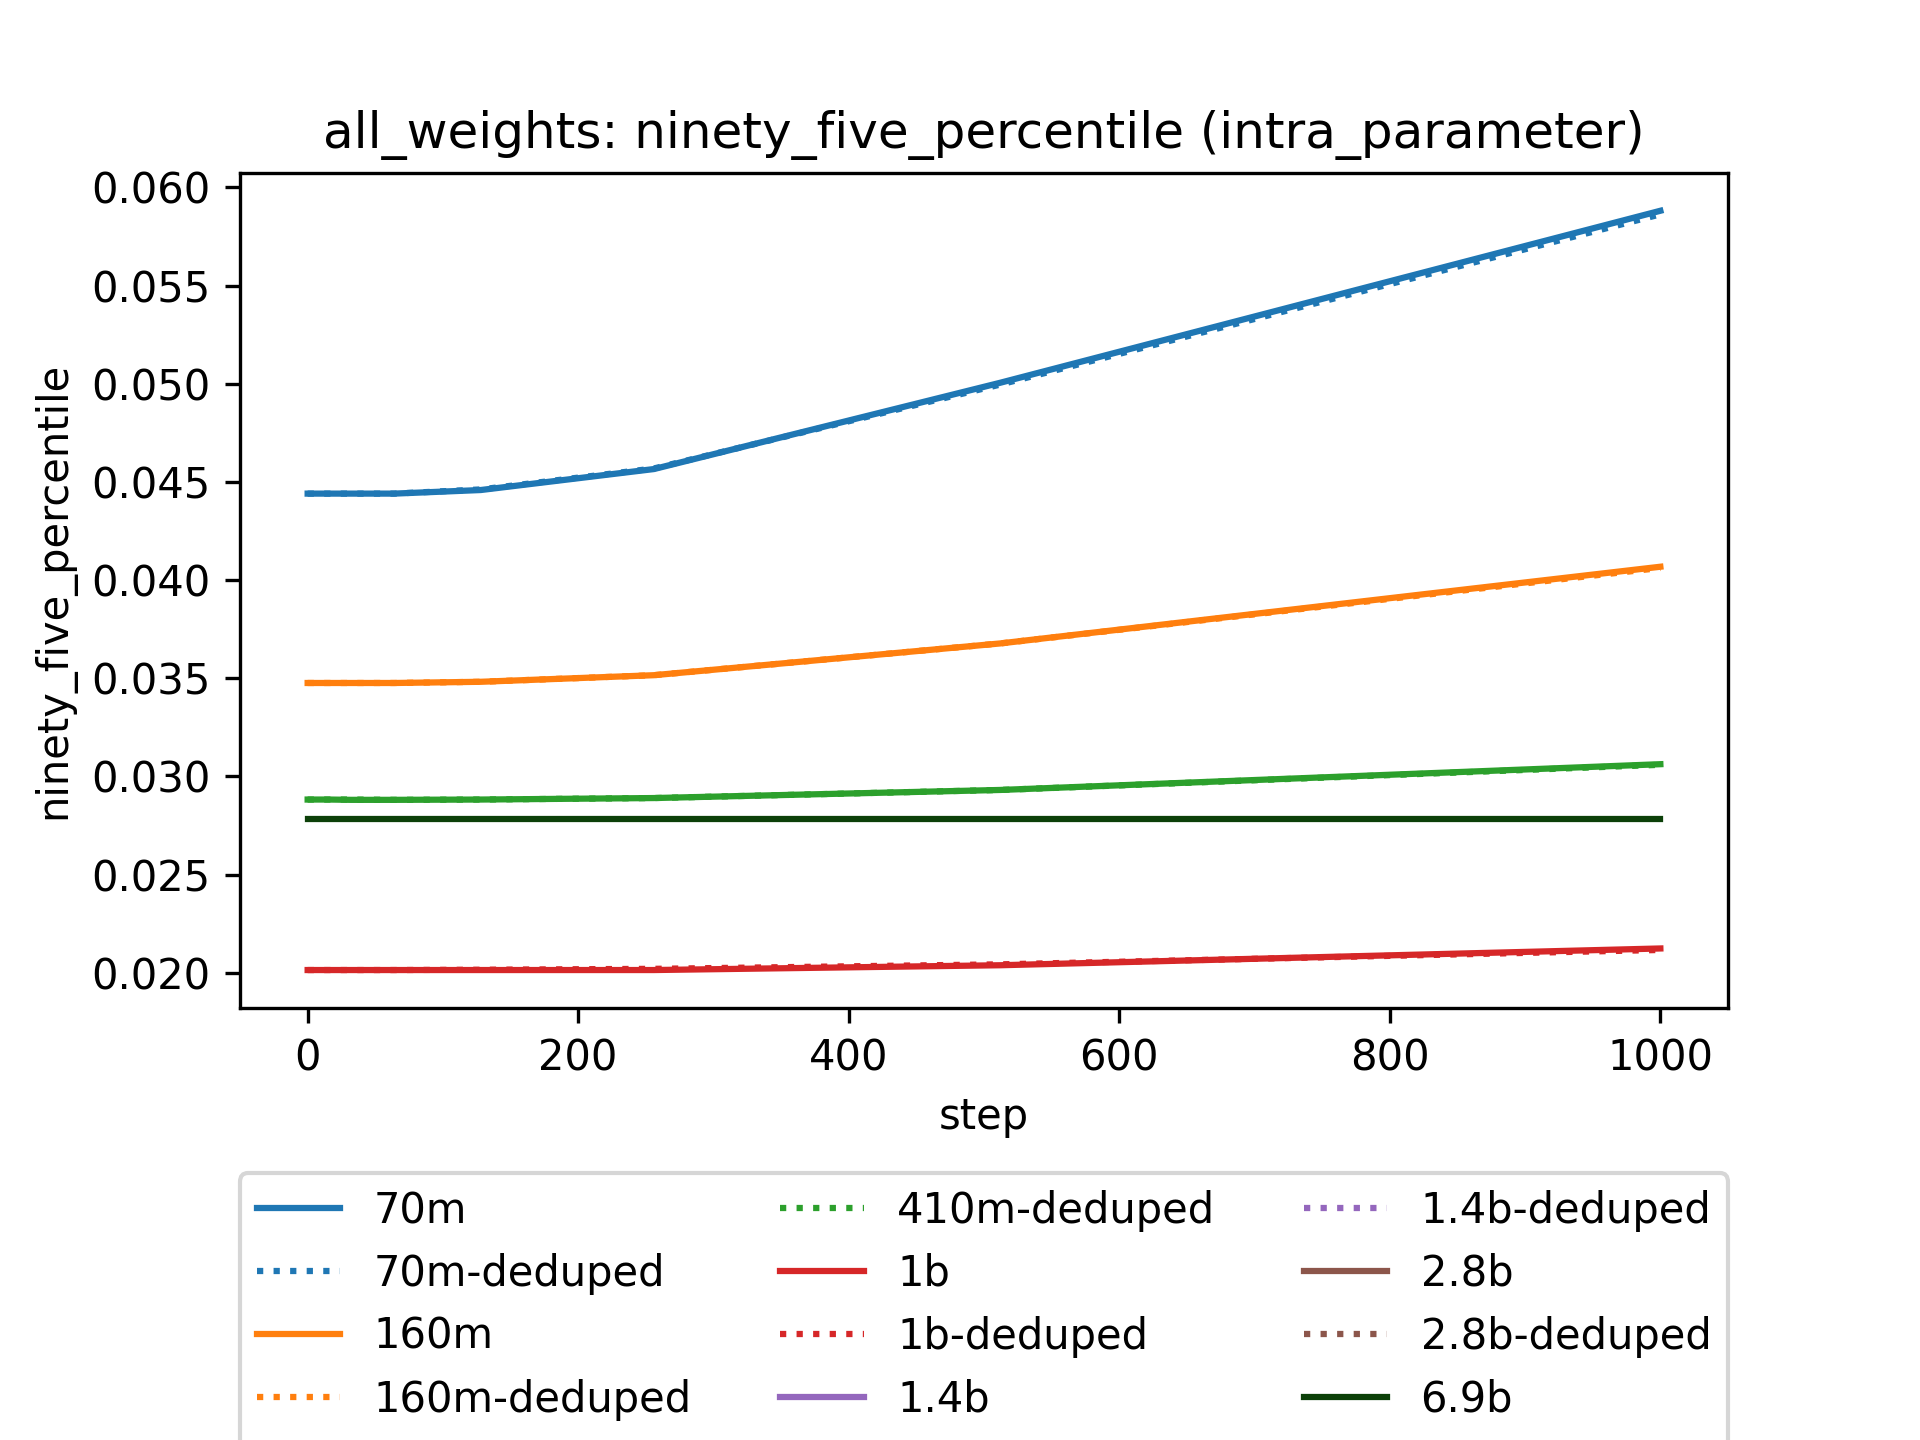 all_weights: ninety_five_percentile (intra_parameter)
ninety_five_percentile
0.060
0.055
0.050
0.045
0.040
0.035
0.030
0.025
0.020
0 200 400 600 800 1000
step
70m 410m-deduped 1.4b-deduped
70m-deduped 1b 2.8b
160m 1b-deduped 2.8b-deduped
160m-deduped 1.4b 6.9b